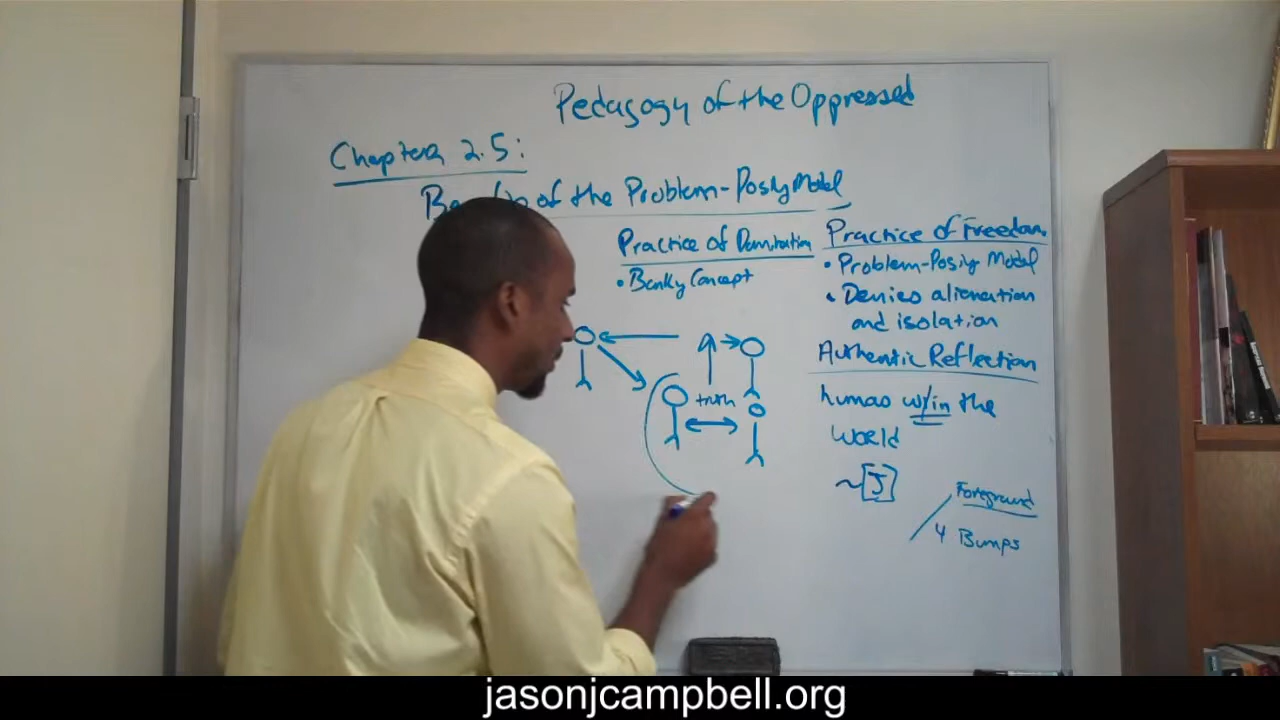 Pedagogy of the Oppressed
Chapter 2.5:
of the Problem-Posing Model
Practice of Domination
• Banking Concept
Practice of Freedom.
• Problem-Posing Model
• Denies alienation
and isolation
Authentic Reflection
human w/in the
World
~[J]
truth
Foreground
4 Bumps
jasonjcampbell.org